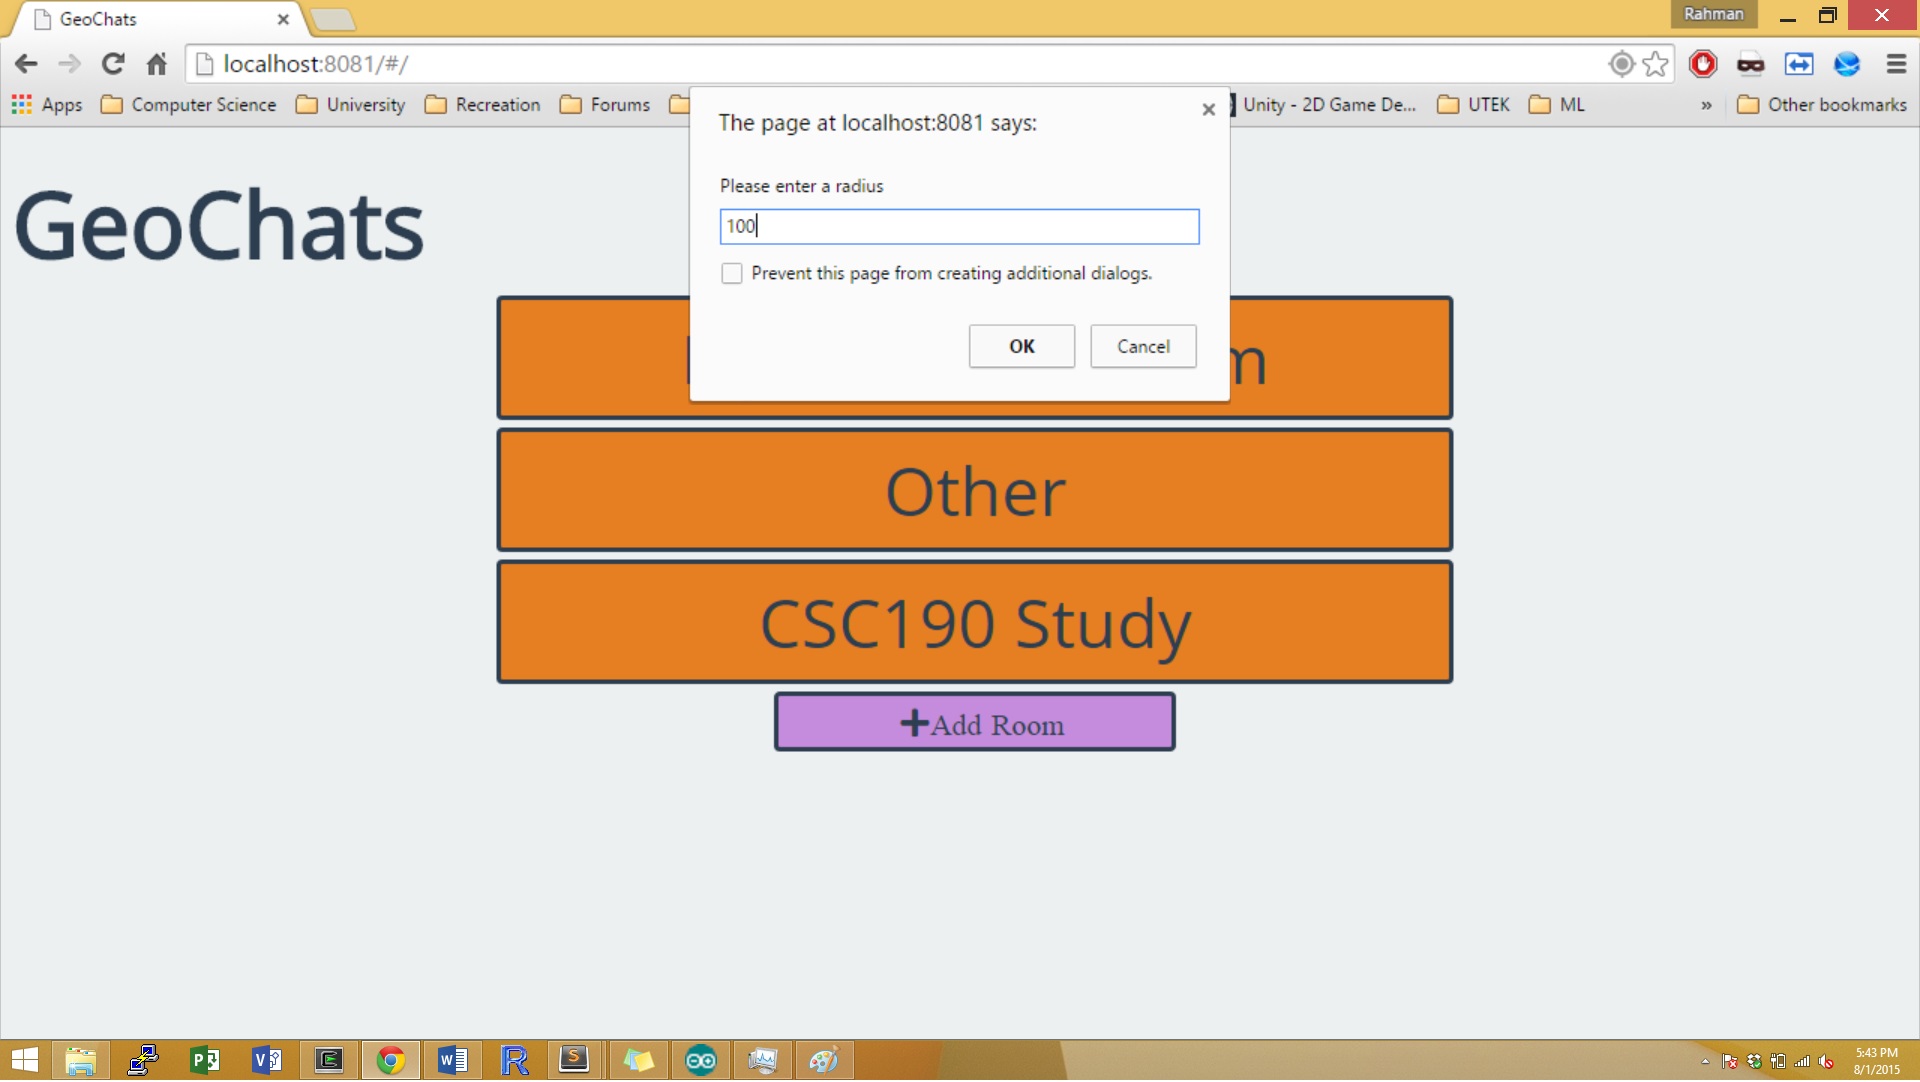 GeoChats
Rahman
localhost:8081/#/
Apps Computer Science University Recreation Forums Unity - 2D Game De... UTEK ML » Other bookmarks
The page at localhost:8081 says:
Please enter a radius
100
Prevent this page from creating additional dialogs.
OK Cancel
GeoChats
Other
CSC190 Study
Add Room
5:43 PM
8/1/2015